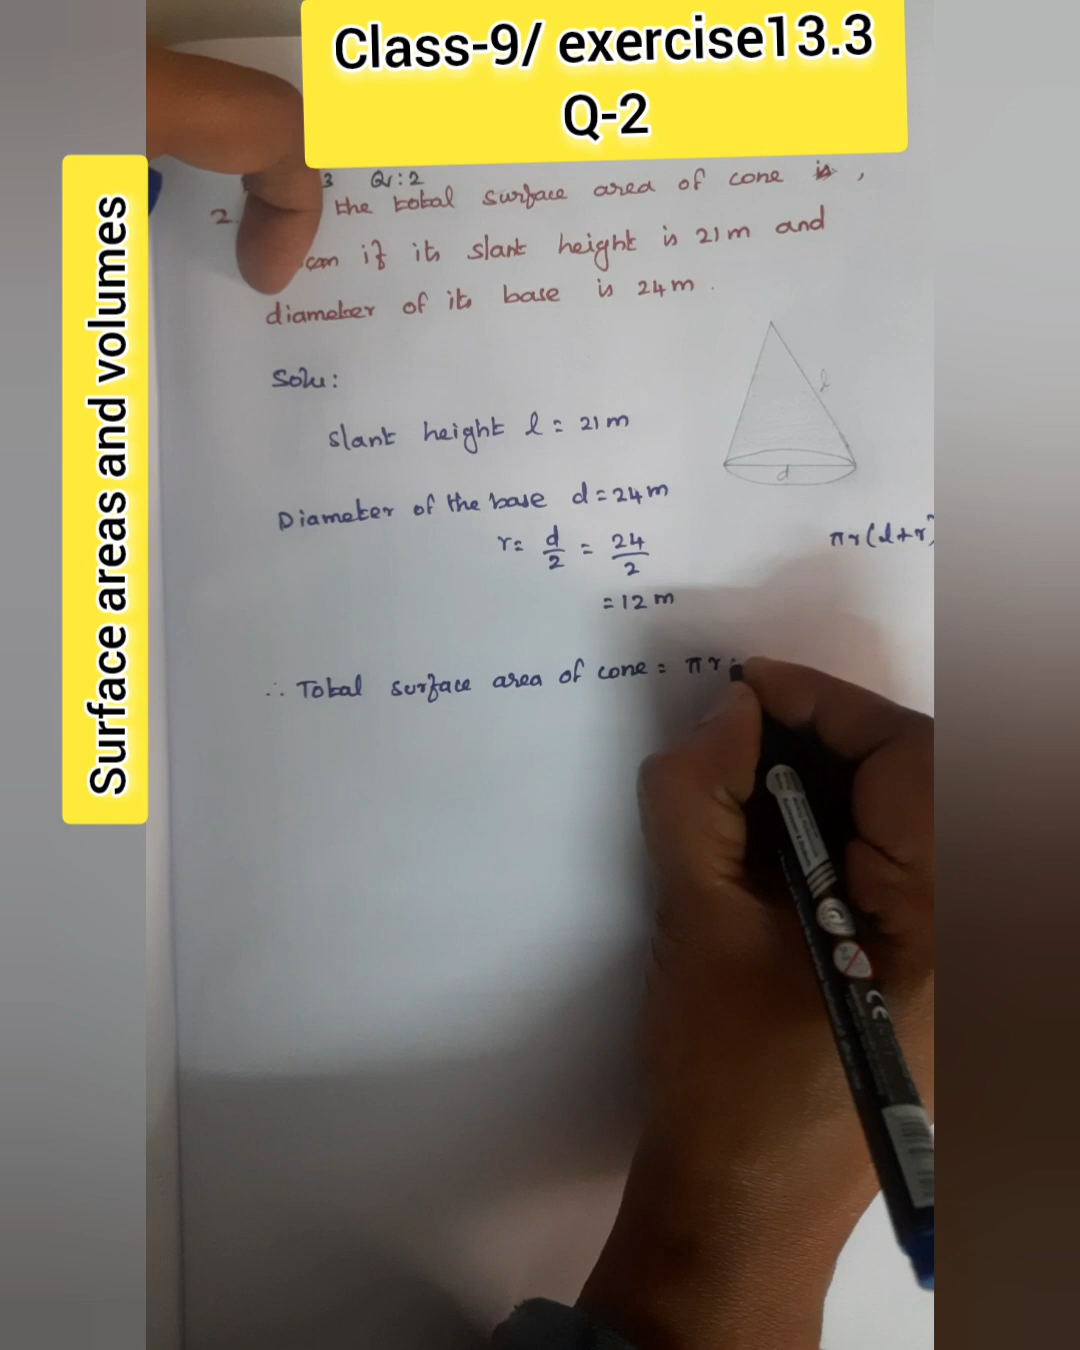 Class-9/ exercise13.3
Q-2
Surface areas and volumes
3 Q:2
2 the total surface area of cone is,
if its slant height is 21m and
diameter of its base is 24m.
Solu:
slant height l = 21m
l
d
Diameter of the base d=24m
r= d/2 = 24/2
πr(l+r)
=12 m
∴ Total surface area of cone = πr
CE